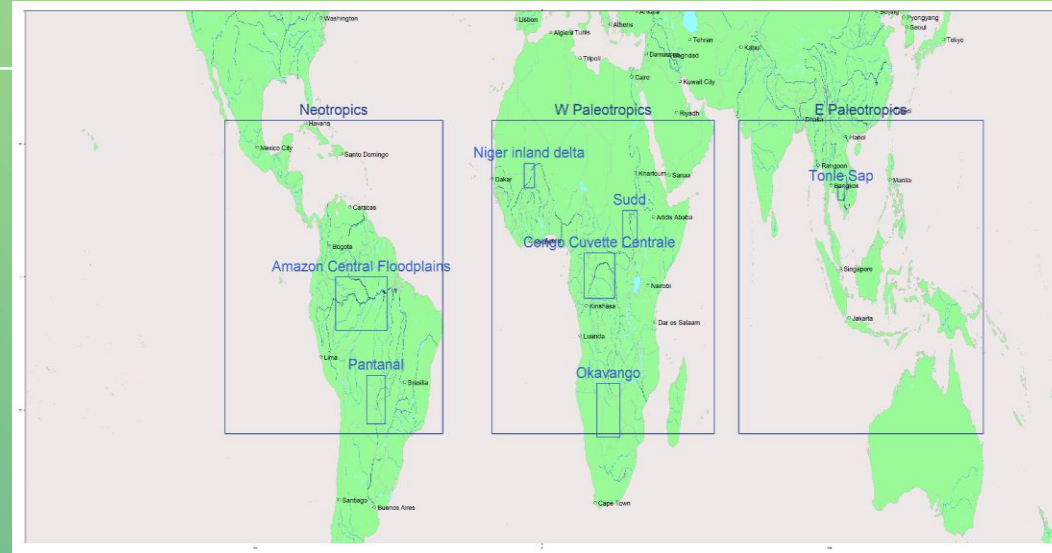 Washington
Lisbon
Algiers
Tunis
Athens
Ankara
Tripoli
Tehran
Damascus
Baghdad
Cairo
Kuwait City
Riyadh
Kabul
Beijing
Pyongyang
Seoul
Tokyo
Neotropics
W Paleotropics
E Paleotropics
Havana
Dhaka
Mexico City
Santo Domingo
Hanoi
Niger inland delta
Dakar
Khartoum
Sanaa
Rangoon
Tonle Sap
Bangkok
Manila
Caracas
Sudd
Addis Ababa
Bogota
Congo Cuvette Centrale
Amazon Central Floodplains
Singapore
Nairobi
Kinshasa
Dar es Salaam
Jakarta
Luanda
Lima
Pantanal
Okavango
Brasilia
Santiago
Buenos Aires
Cape Town